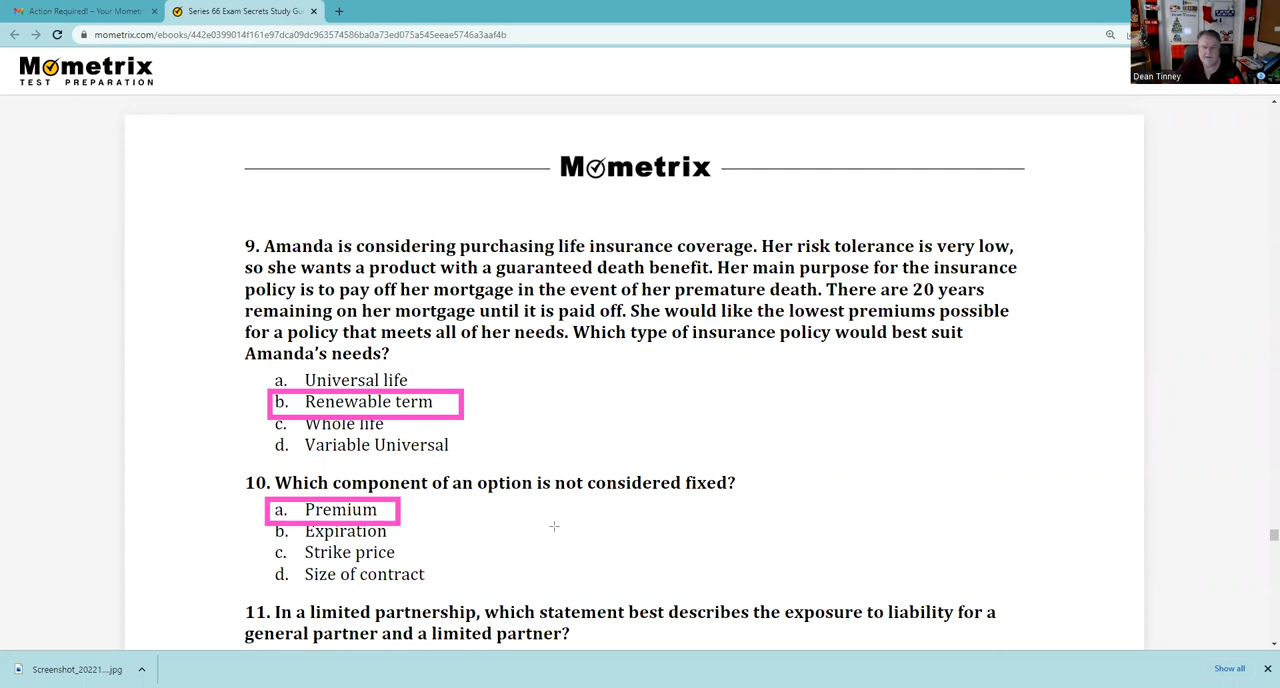 Action Required! – Your Momet
Series 66 Exam Secrets Study Gui
mometrix.com/ebooks/442e0399014f161e97dca09dc963574586ba0a73ed075a545eeae5746a3aaf4b
Dean Tinney
Mometrix
TEST PREPARATION
Mometrix
9. Amanda is considering purchasing life insurance coverage. Her risk tolerance is very low,
so she wants a product with a guaranteed death benefit. Her main purpose for the insurance
policy is to pay off her mortgage in the event of her premature death. There are 20 years
remaining on her mortgage until it is paid off. She would like the lowest premiums possible
for a policy that meets all of her needs. Which type of insurance policy would best suit
Amanda's needs?
a. Universal life
b. Renewable term
c. Whole life
d. Variable Universal
10. Which component of an option is not considered fixed?
a. Premium
b. Expiration
c. Strike price
d. Size of contract
11. In a limited partnership, which statement best describes the exposure to liability for a
general partner and a limited partner?
Screenshot_20221....jpg
Show all